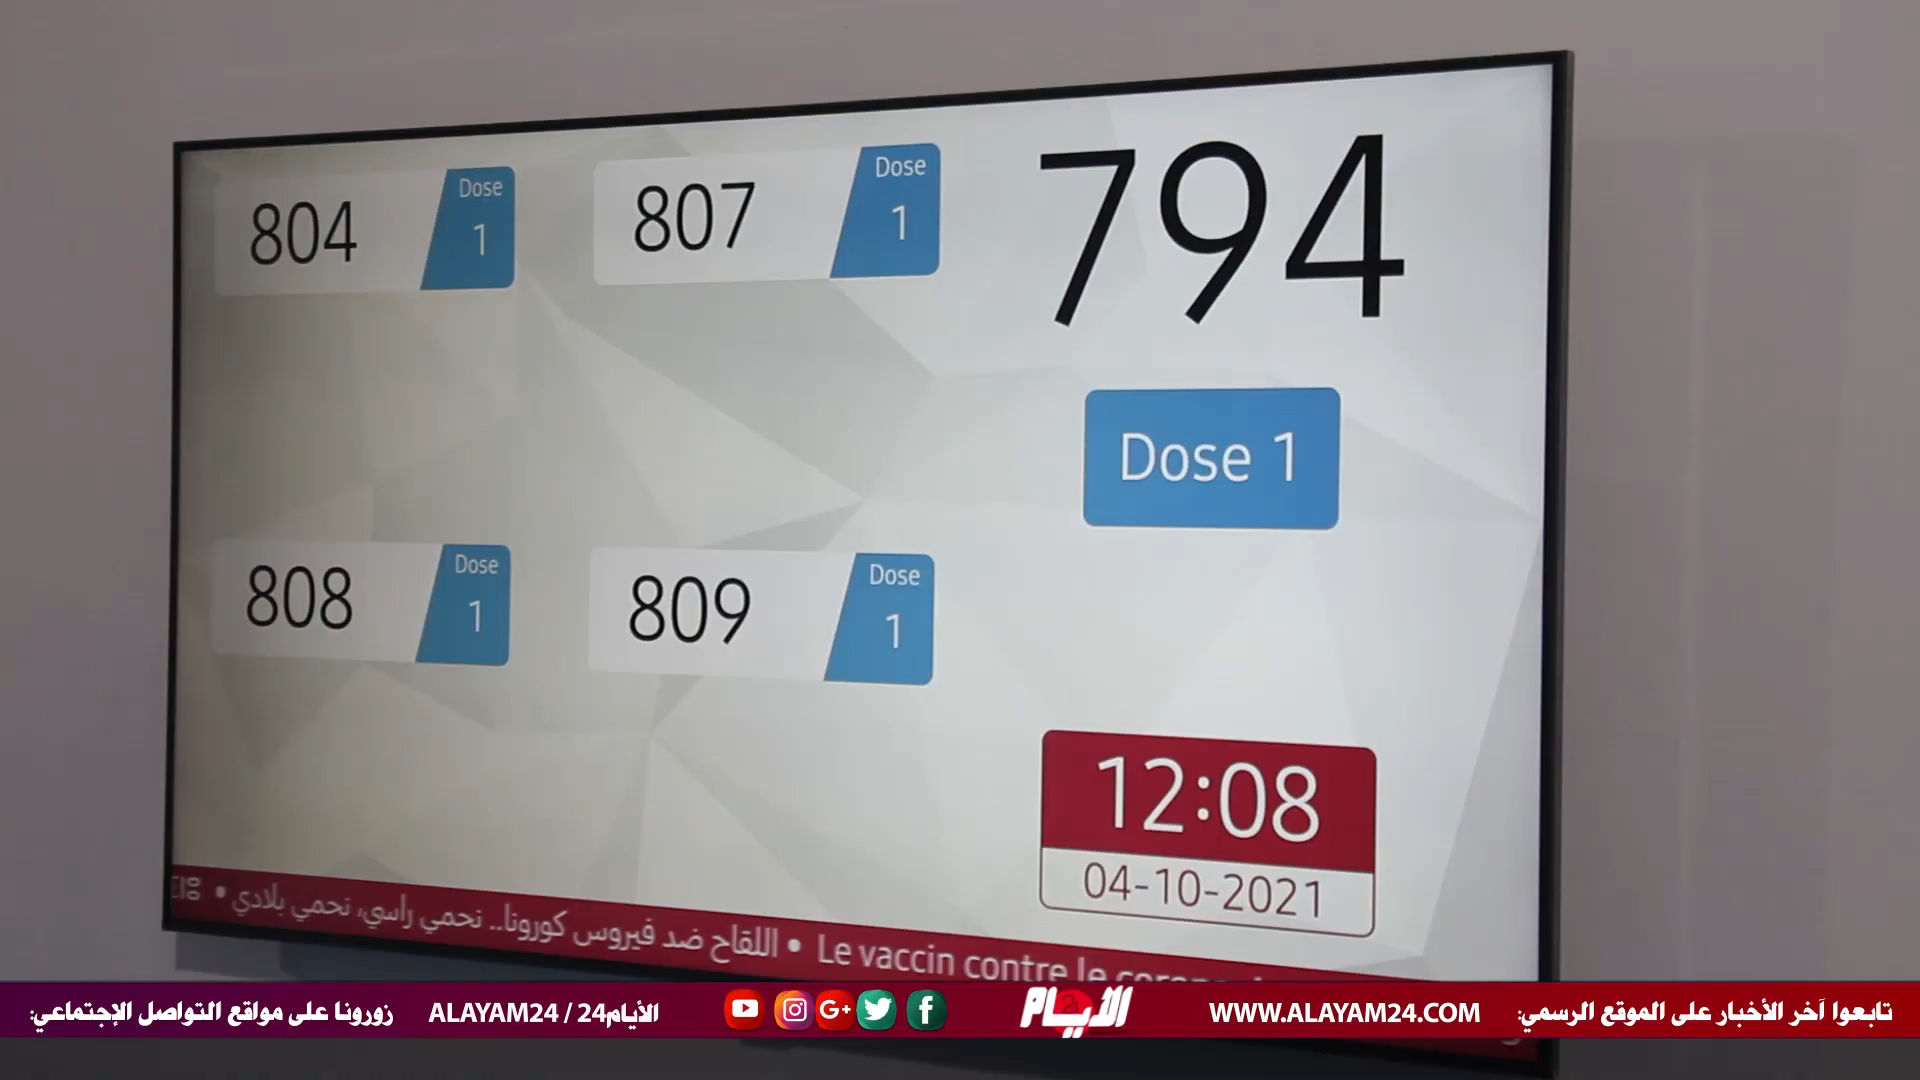 804
Dose
1
807
Dose
1
794
Dose 1
808
Dose
1
809
Dose
1
12:08
04-10-2021
اللقاح ضد فيروس كورونا.. نحمي راسي، نحمي بلادي •
• Le vaccin contre le
زورونا على مواقع التواصل الإجتماعي:
ALAYAM24 / الأيام24
الأيام
WWW.ALAYAM24.COM
تابعوا آخر الأخبار على الموقع الرسمي: